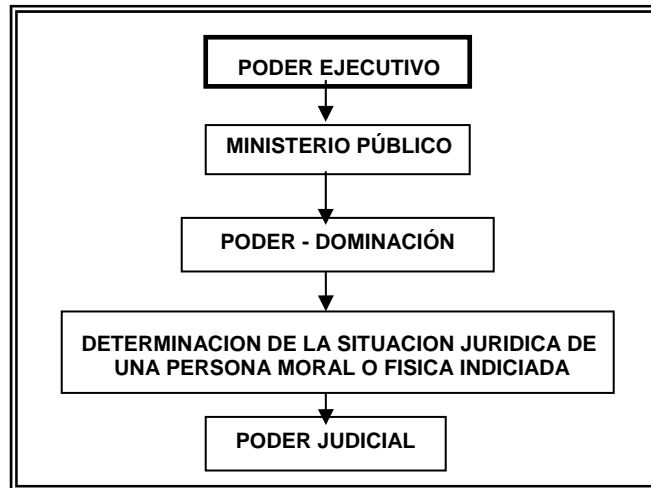 PODER EJECUTIVO
MINISTERIO PÚBLICO
PODER - DOMINACIÓN
DETERMINACION DE LA SITUACION JURIDICA DE
UNA PERSONA MORAL O FISICA INDICIADA
PODER JUDICIAL